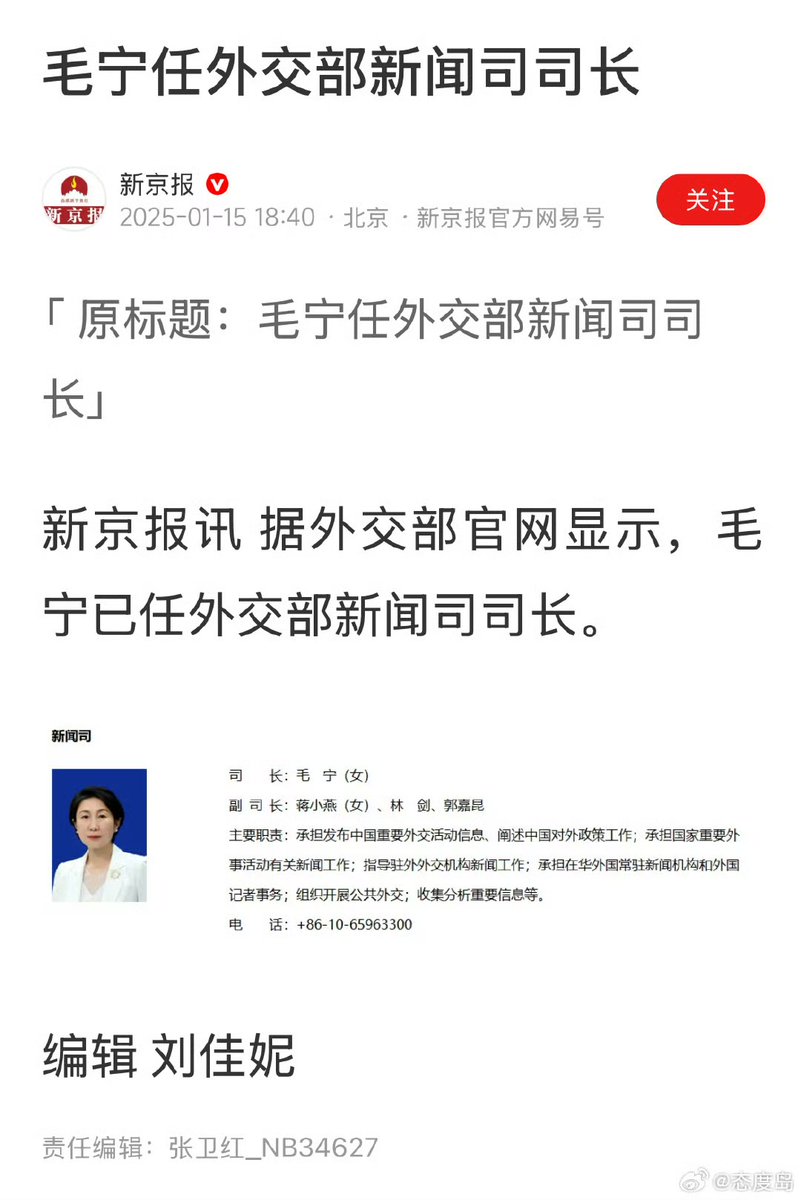 毛宁任外交部新闻司司长
新京报
2025-01-15 18:40 · 北京 · 新京报官方网易号
关注
新京报
「 原标题：毛宁任外交部新闻司司
长」
新京报讯 据外交部官网显示，毛
宁已任外交部新闻司司长。
新闻司
司　　长：毛　宁（女）
副 司 长：蒋小燕（女）、林　剑、郭嘉昆
主要职责：承担发布中国重要外交活动信息、阐述中国对外政策工作；承担国家重要外
事活动有关新闻工作；指导驻外外交机构新闻工作；承担在华外国常驻新闻机构和外国
记者事务；组织开展公共外交；收集分析重要信息等。
电　　话：+86-10-65963300
编辑 刘佳妮
责任编辑：张卫红_NB34627
@态度岛